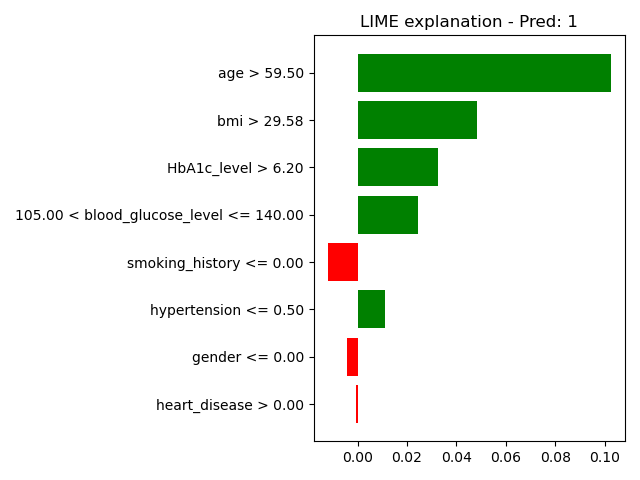 LIME explanation - Pred: 1
age > 59.50
bmi > 29.58
HbA1c_level > 6.20
105.00 < blood_glucose_level <= 140.00
smoking_history <= 0.00
hypertension <= 0.50
gender <= 0.00
heart_disease > 0.00
0.00 0.02 0.04 0.06 0.08 0.10